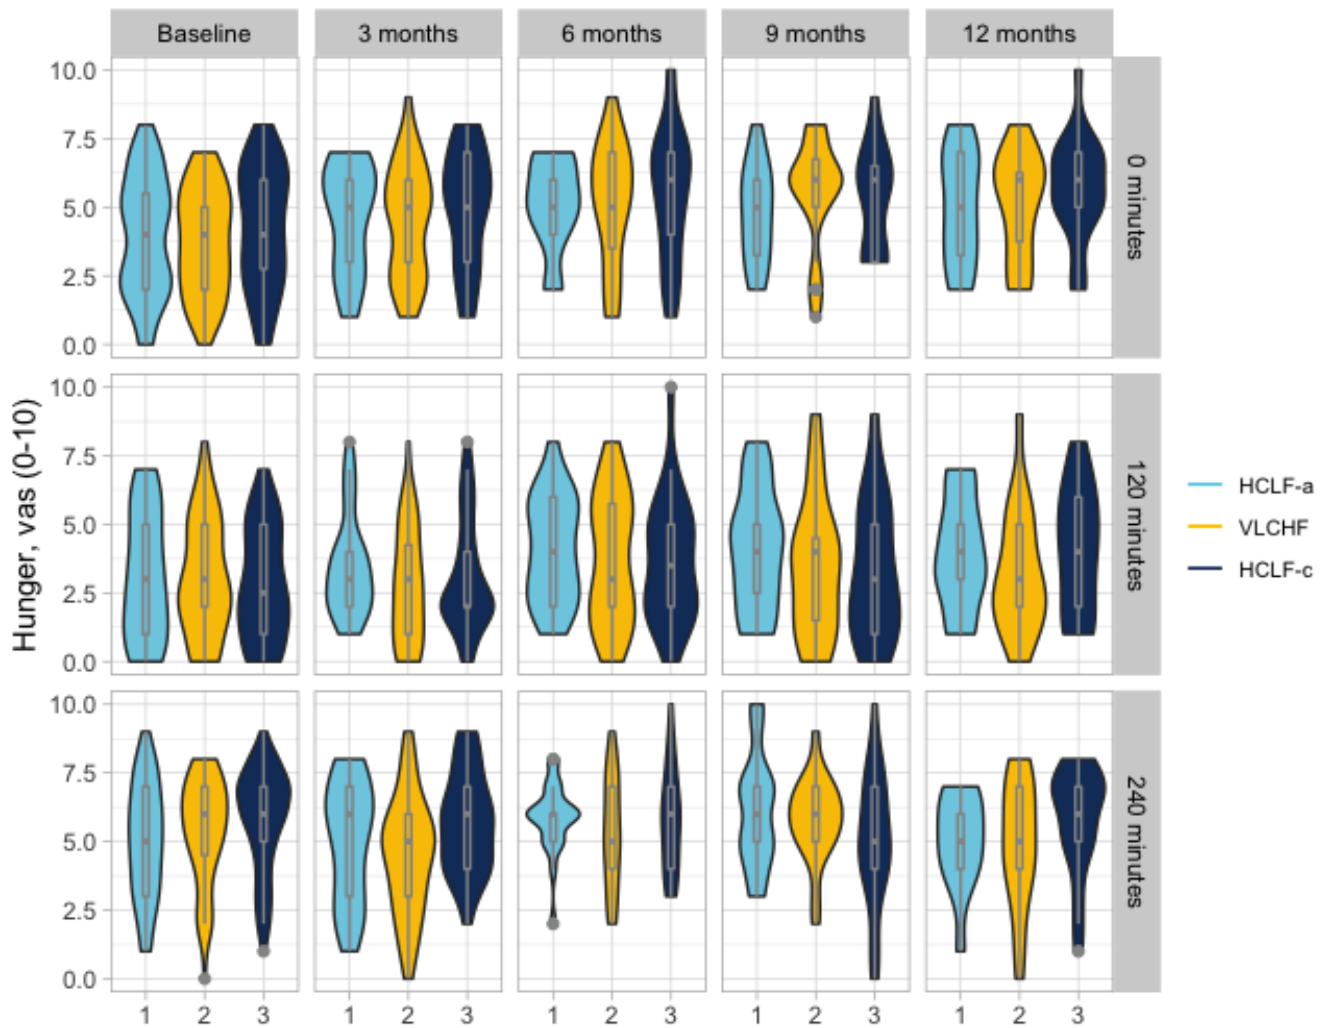 Baseline 3 months 6 months 9 months 12 months
Hunger, vas (0-10)
10.0
7.5
5.0
2.5
0.0
0 minutes
10.0
7.5
5.0
2.5
0.0
120 minutes
10.0
7.5
5.0
2.5
0.0
240 minutes
1 2 3 1 2 3 1 2 3 1 2 3 1 2 3
HCLF-a
VLCHF
HCLF-c